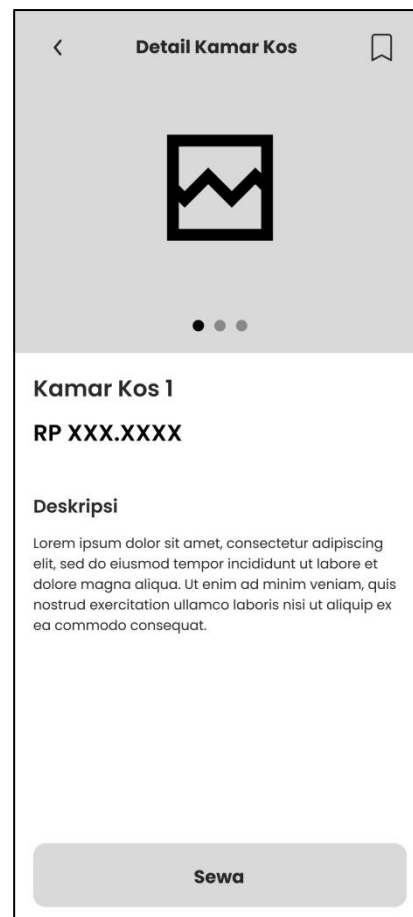 Detail Kamar Kos
Kamar Kos 1
RP XXX.XXXX
Deskripsi
Lorem ipsum dolor sit amet, consectetur adipiscing
elit, sed do eiusmod tempor incididunt ut labore et
dolore magna aliqua. Ut enim ad minim veniam, quis
nostrud exercitation ullamco laboris nisi ut aliquip ex
ea commodo consequat.
Sewa